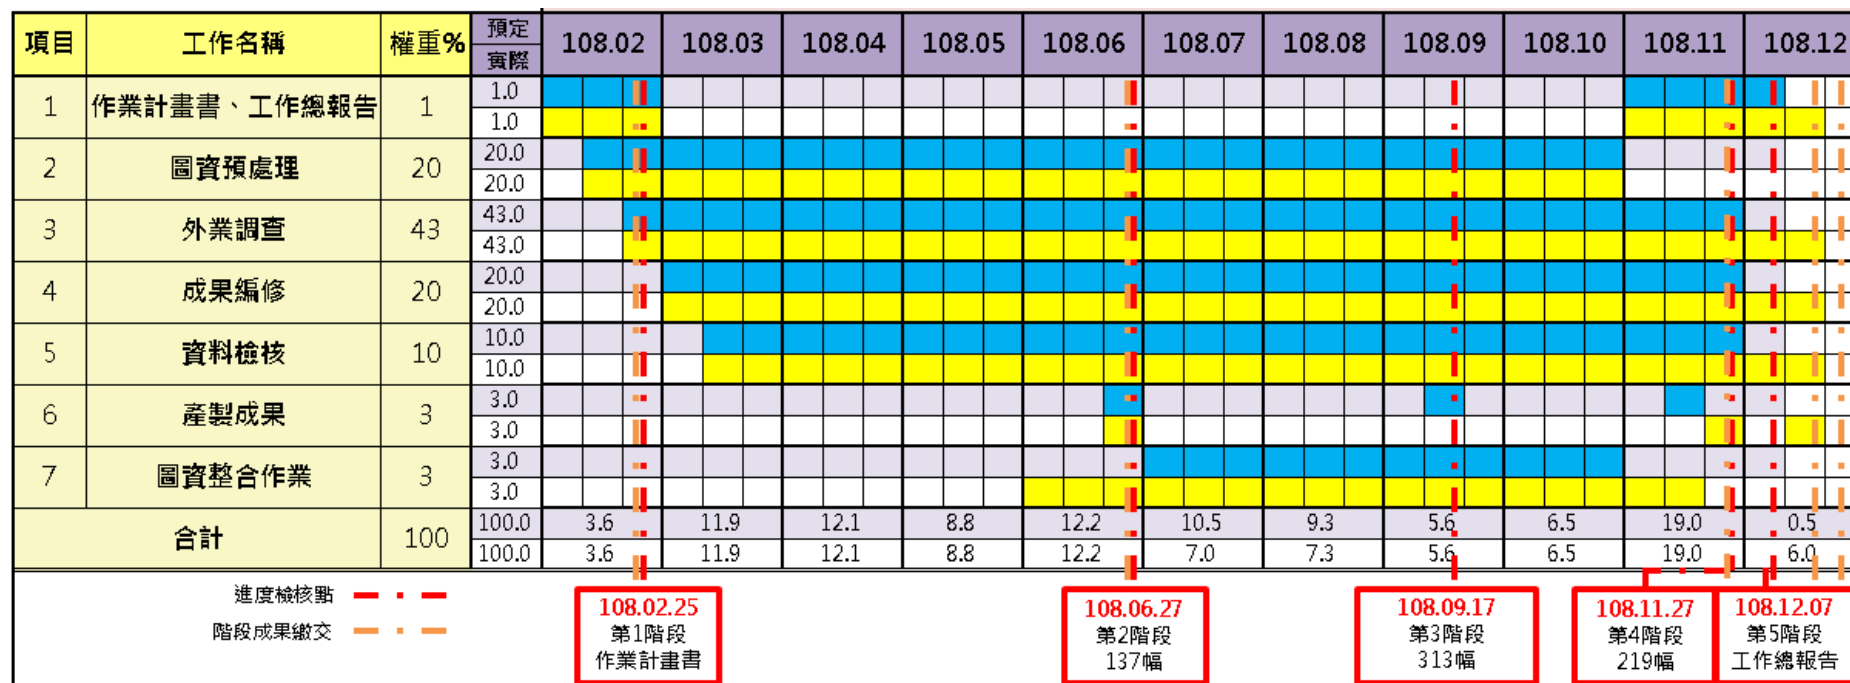 項目 工作名稱 權重% 預定 實際 108.02 108.03 108.04 108.05 108.06 108.07 108.08 108.09 108.10 108.11 108.12
1 作業計畫書、工作總報告 1 1.0
1.0
2 圖資預處理 20 20.0
20.0
3 外業調查 43 43.0
43.0
4 成果編修 20 20.0
20.0
5 資料檢核 10 10.0
10.0
6 產製成果 3 3.0
3.0
7 圖資整合作業 3 3.0
3.0
合計 100 100.0 3.6 11.9 12.1 8.8 12.2 10.5 9.3 5.6 6.5 19.0 0.5
100.0 3.6 11.9 12.1 8.8 12.2 7.0 7.3 5.6 6.5 19.0 6.0
進度檢核點
階段成果繳交
108.02.25
第1階段
作業計畫書
108.06.27
第2階段
137幅
108.09.17
第3階段
313幅
108.11.27
第4階段
219幅
108.12.07
第5階段
工作總報告